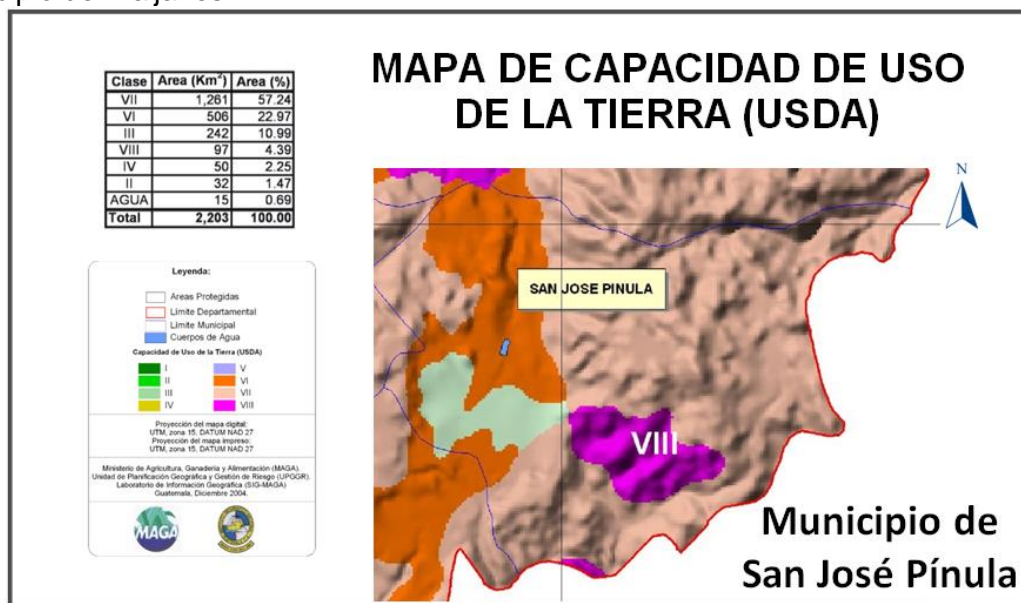 MAPA DE CAPACIDAD DE USO
DE LA TIERRA (USDA)
Clase Area (Km²) Area (%)
VII 1,261 57.24
VI 506 22.97
III 242 10.99
VIII 97 4.39
IV 50 2.25
II 32 1.47
AGUA 15 0.69
Total 2,203 100.00
Leyenda:
Areas Protegidas
Límite Departamental
Límite Municipal
Cuerpos de Agua
Capacidad de Uso de la Tierra (USDA)
I V
II VI
III VII
IV VIII
Proyección del mapa digital:
UTM, zona 15, DATUM NAD 27
Proyección del mapa impreso:
UTM, zona 15, DATUM NAD 27
Ministerio de Agricultura, Ganadería y Alimentación (MAGA).
Unidad de Planificación Geográfica y Gestión de Riesgo (UPGGR).
Laboratorio de Información Geográfica (SIG-MAGA)
Guatemala, Diciembre 2004.
MAGA
N
SAN JOSE PINULA
VIII
Municipio de
San José Pínula